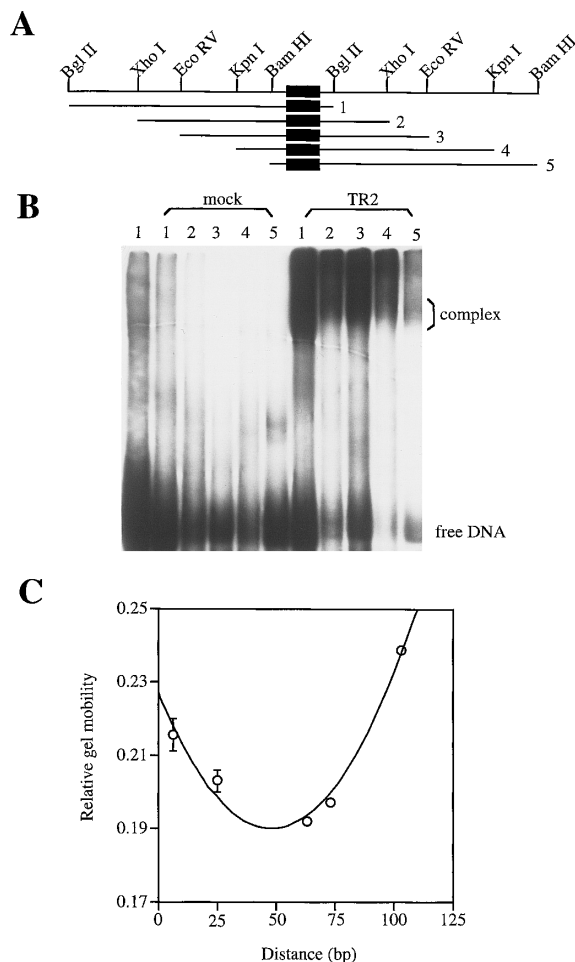 A
Bgl II Xho I Eco RV Kpn I Bam HI Bgl II Xho I Eco RV Kpn I Bam HI
1
2
3
4
5
B
mock TR2
1 1 2 3 4 5 1 2 3 4 5
complex
free DNA
C
0.25
0.23
0.21
0.19
0.17
Relative gel mobility
0 25 50 75 100 125
Distance (bp)